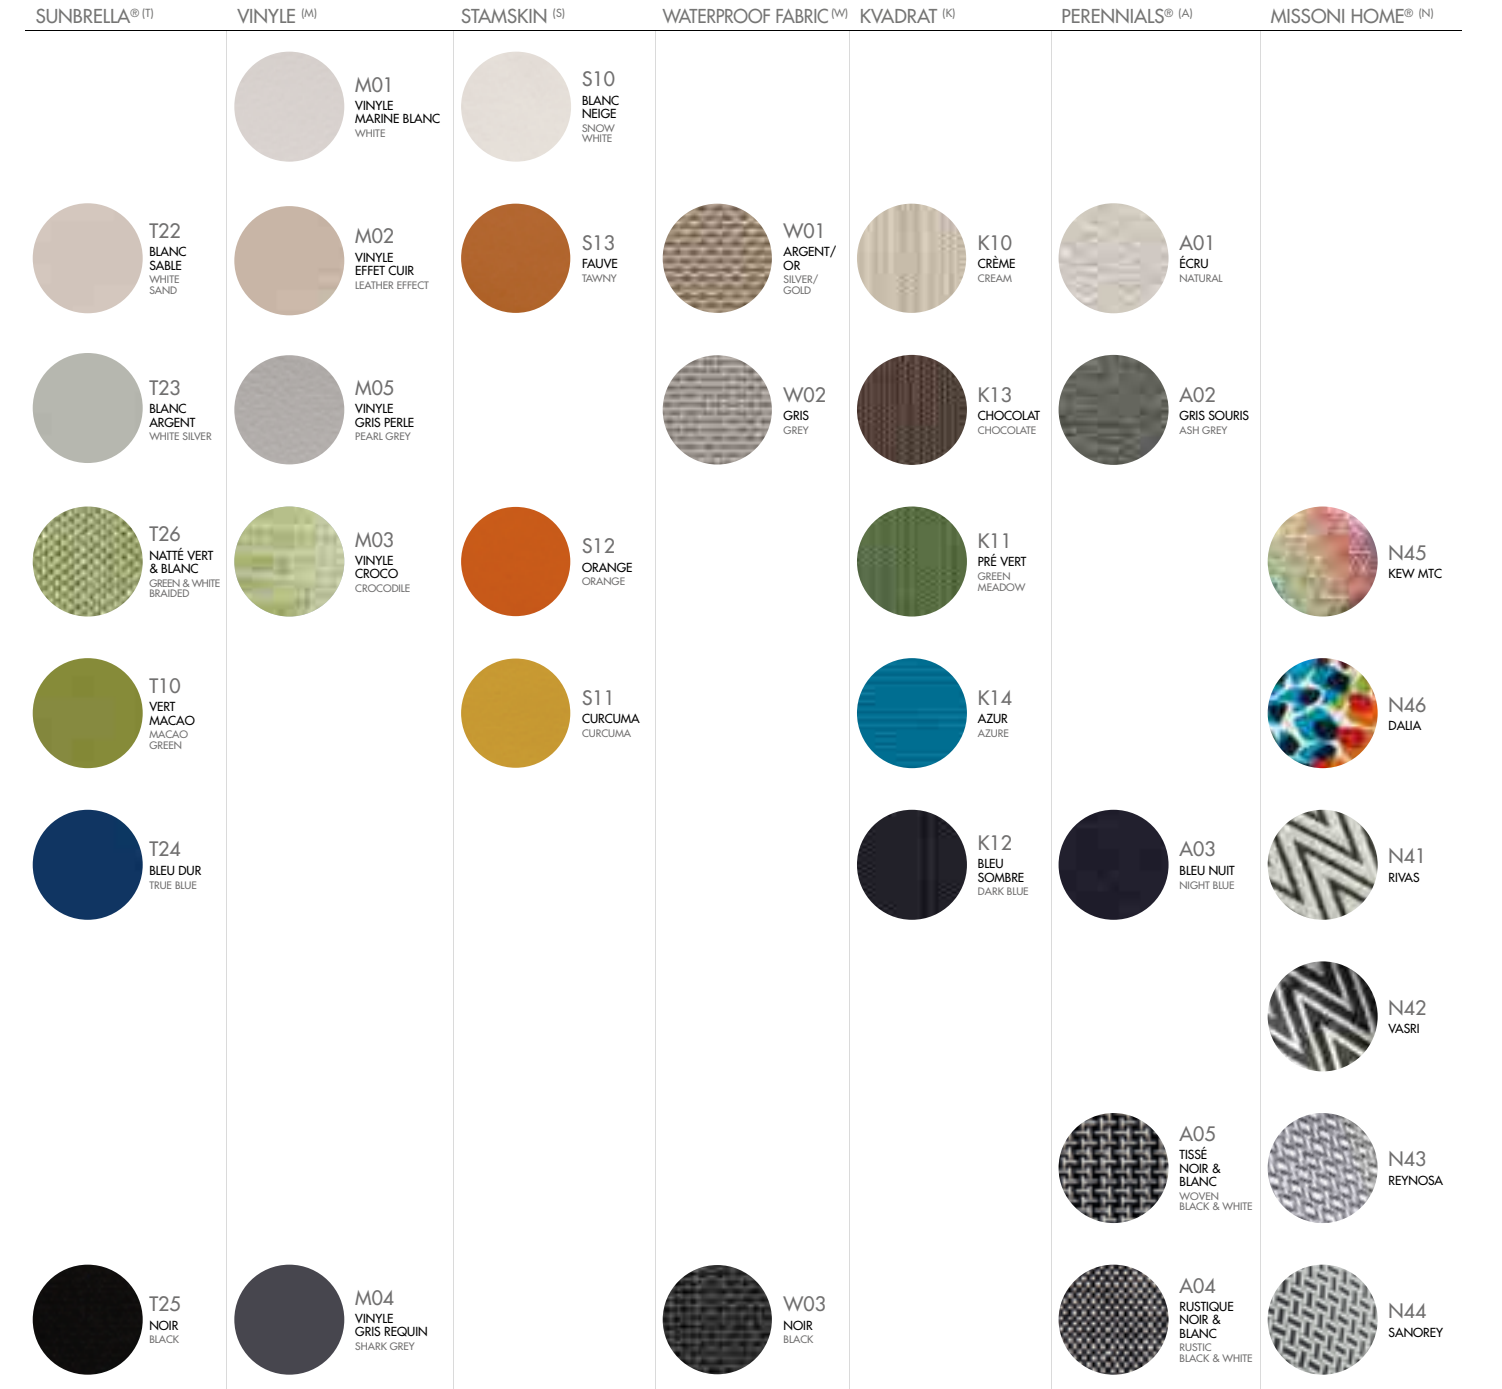 SUNBRELLA® (T)
VINYLE (M)
STAMSKIN (S)
WATERPROOF FABRIC (W)
KVADRAT (K)
PERENNIALS® (A)
MISSONI HOME® (N)
M01
VINYLE
MARINE BLANC
WHITE
S10
BLANC
NEIGE
SNOW
WHITE
T22
BLANC
SABLE
WHITE
SAND
M02
VINYLE
EFFET CUIR
LEATHER EFFECT
S13
FAUVE
TAWNY
W01
ARGENT/
OR
SILVER/
GOLD
K10
CRÈME
CREAM
A01
ÉCRU
NATURAL
T23
BLANC
ARGENT
WHITE SILVER
M05
VINYLE
GRIS PERLE
PEARL GREY
W02
GRIS
GREY
K13
CHOCOLAT
CHOCOLATE
A02
GRIS SOURIS
ASH GREY
T26
NATTÉ VERT
& BLANC
GREEN & WHITE
BRAIDED
M03
VINYLE
CROCO
CROCODILE
S12
ORANGE
ORANGE
K11
PRÉ VERT
GREEN
MEADOW
N45
KEW MTC
T10
VERT
MACAO
MACAO
GREEN
S11
CURCUMA
CURCUMA
K14
AZUR
AZURE
N46
DALIA
T24
BLEU DUR
TRUE BLUE
K12
BLEU
SOMBRE
DARK BLUE
A03
BLEU NUIT
NIGHT BLUE
N41
RIVAS
N42
VASRI
A05
TISSÉ
NOIR &
BLANC
WOVEN
BLACK & WHITE
N43
REYNOSA
T25
NOIR
BLACK
M04
VINYLE
GRIS REQUIN
SHARK GREY
W03
NOIR
BLACK
A04
RUSTIQUE
NOIR &
BLANC
RUSTIC
BLACK & WHITE
N44
SANOREY